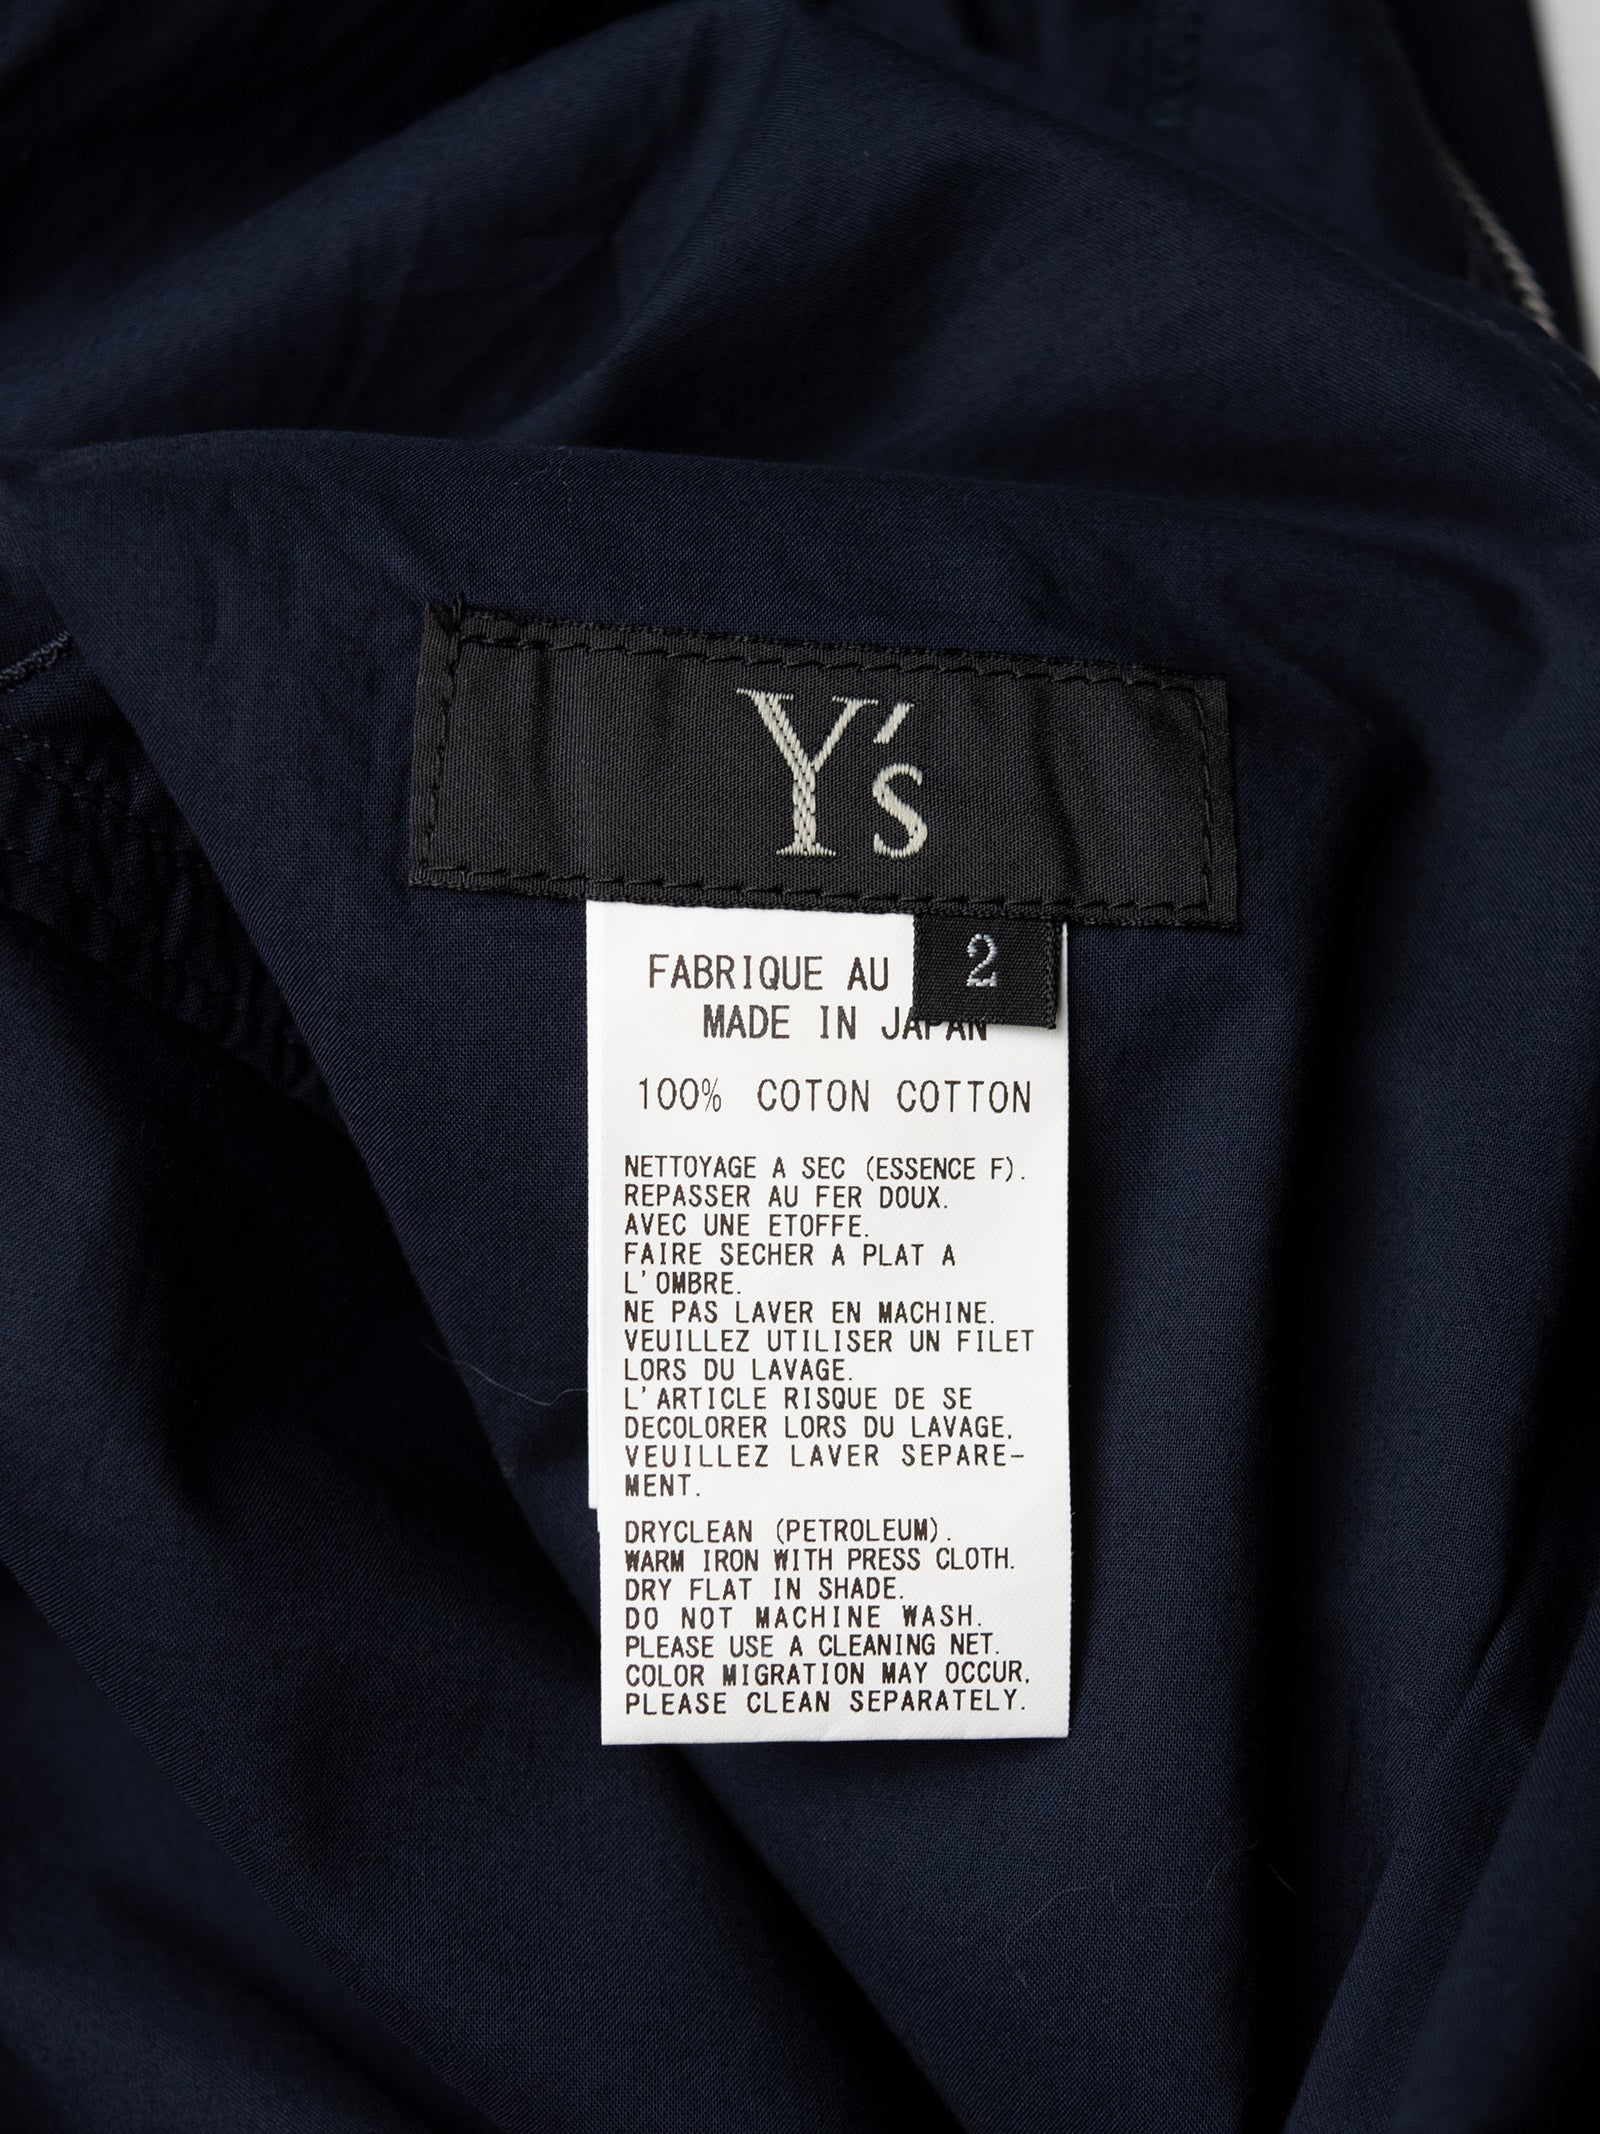 Y's
2
FABRIQUE AU
MADE IN JAPAN
100% COTON COTTON
NETTOYAGE A SEC (ESSENCE F).
REPASSER AU FER DOUX.
AVEC UNE ETOFFE.
FAIRE SECHER A PLAT A
L'OMBRE.
NE PAS LAVER EN MACHINE.
VEUILLEZ UTILISER UN FILET
LORS DU LAVAGE.
L'ARTICLE RISQUE DE SE
DECOLORER LORS DU LAVAGE,
VEUILLEZ LAVER SEPARE-
MENT.
DRYCLEAN (PETROLEUM).
WARM IRON WITH PRESS CLOTH.
DRY FLAT IN SHADE.
DO NOT MACHINE WASH.
PLEASE USE A CLEANING NET.
COLOR MIGRATION MAY OCCUR,
PLEASE CLEAN SEPARATELY.